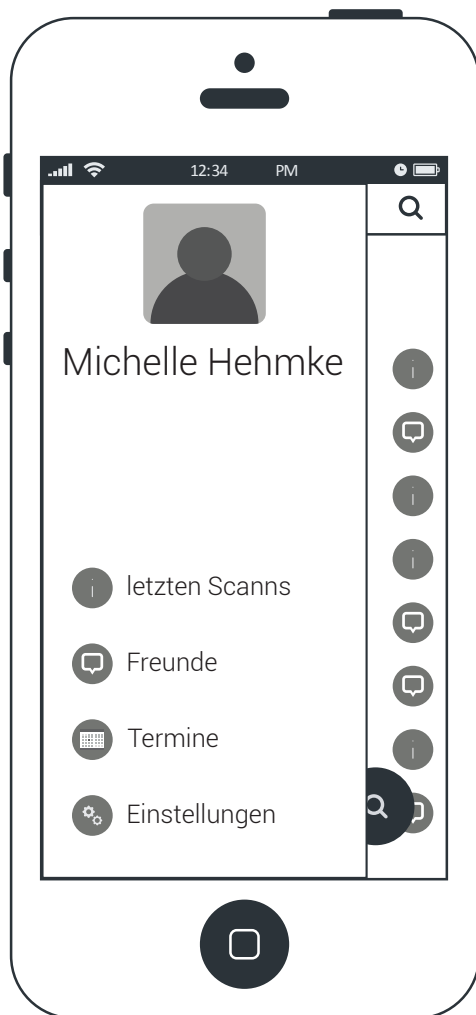 12:34 PM
Michelle Hehmke
letzten Scanns
Freunde
Termine
Einstellungen